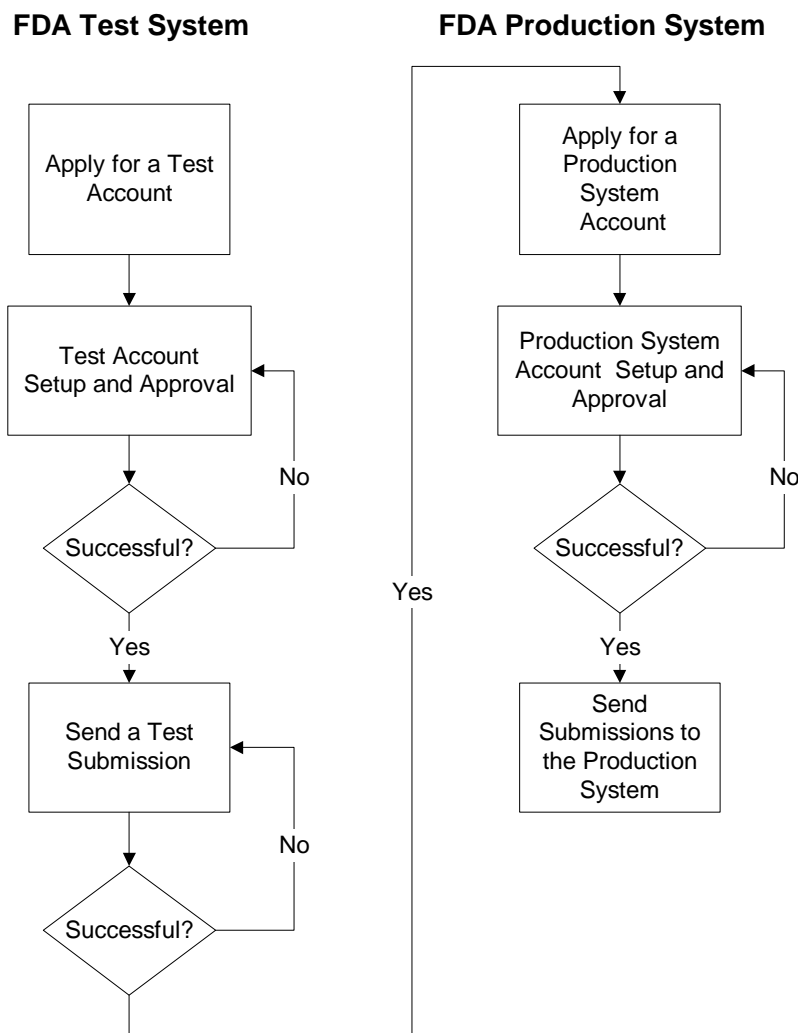 FDA Test System
FDA Production System
Apply for a Test
Account
Test Account
Setup and Approval
No
Successful?
Yes
Send a Test
Submission
No
Successful?
Yes
Apply for a
Production
System
Account
Production System
Account  Setup and
Approval
No
Successful?
Yes
Send
Submissions to
the Production
System